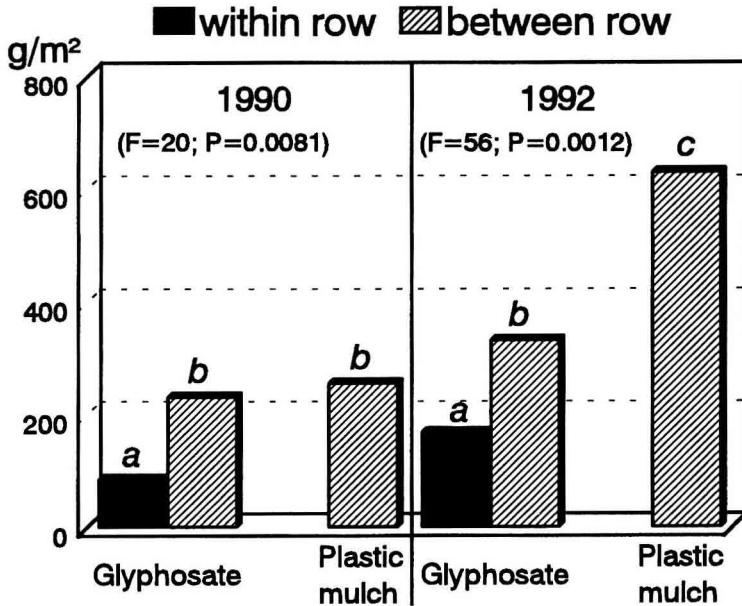 within row between row
g/m²
800
600
400
200
0
1990
(F=20; P=0.0081)
a
b
b
1992
(F=56; P=0.0012)
a
b
c
Glyphosate
Plastic
mulch
Glyphosate
Plastic
mulch